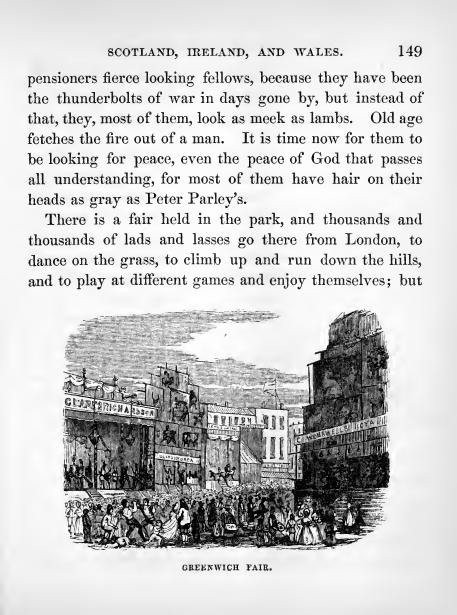 SCOTLAND, IRELAND, AND WALES. 149
pensioners fierce looking fellows, because they have been
the thunderbolts of war in days gone by, but instead of
that, they, most of them, look as meek as lambs. Old age
fetches the fire out of a man. It is time now for them to
be looking for peace, even the peace of God that passes
all understanding, for most of them have hair on their
heads as gray as Peter Parley's.
There is a fair held in the park, and thousands and
thousands of lads and lasses go there from London, to
dance on the grass, to climb up and run down the hills,
and to play at different games and enjoy themselves; but
GREENWICH FAIR.